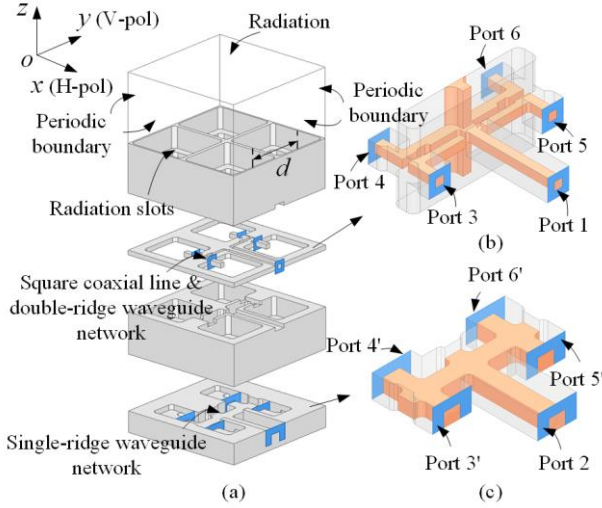 z
y (V-pol)
o
x (H-pol)
Radiation
Periodic
boundary
Periodic
boundary
d
Radiation slots
Square coaxial line &
double-ridge waveguide
network
Single-ridge waveguide
network
(a)
Port 6
Port 5
Port 4
Port 3
Port 1
(b)
Port 6'
Port 4'
Port 5'
Port 3'
Port 2
(c)